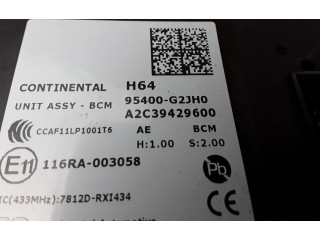 CONTINENTAL H64
UNIT ASSY - BCM 95400-G2JH0
A2C39429600
CCAF11LP1001T6 AE BCM
H:1.00 S:2.00
E11 116RA-003058 Pb
IC(433MHz):7812D-RXI434
Automotive